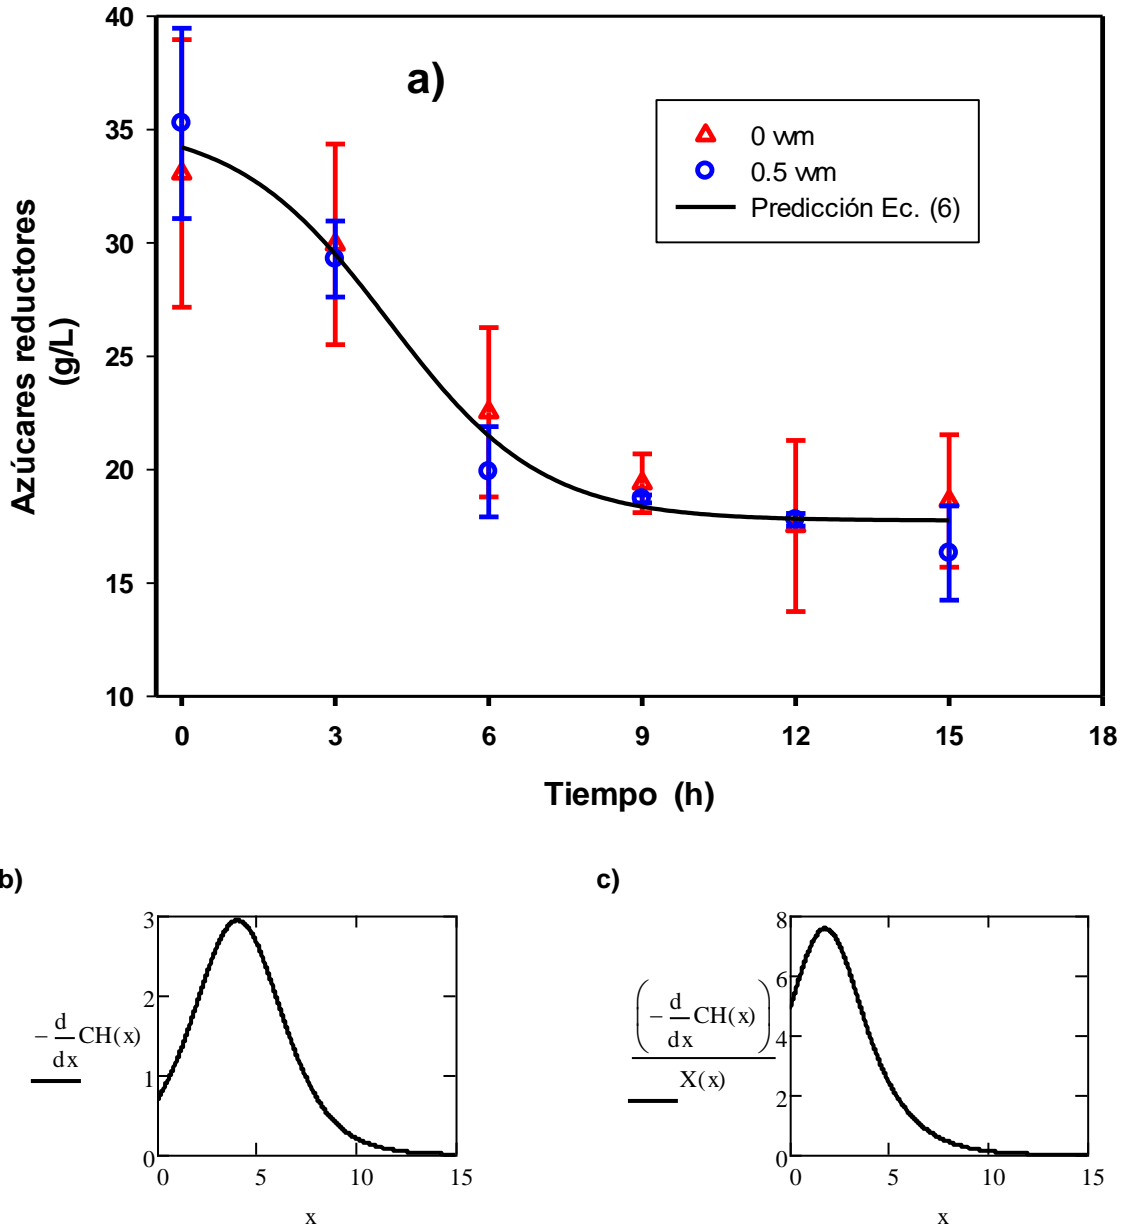 a)
40
35
30
25
20
15
10
Azúcares reductores
(g/L)
0 vvm
0.5 vvm
Predicción Ec. (6)
0 3 6 9 12 15 18
Tiempo (h)
b)
3
2
1
0
- d/dx CH(x)
0 5 10 15
x
c)
8
6
4
2
0
(- d/dx CH(x))
X(x)
0 5 10 15
x